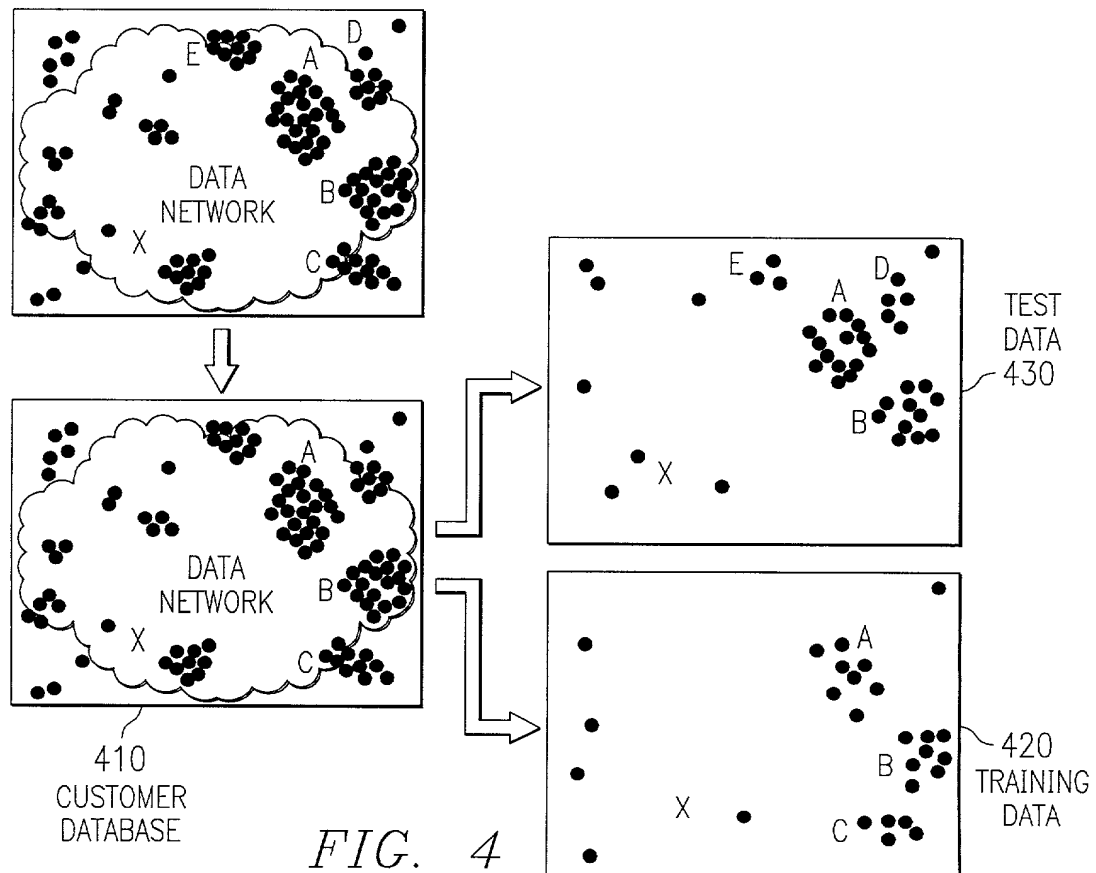 E
A
D
DATA
NETWORK
B
X
C
A
DATA
NETWORK
B
X
C
410
CUSTOMER
DATABASE
E
A
D
B
X
TEST
DATA
430
A
B
X
C
420
TRAINING
DATA
FIG. 4